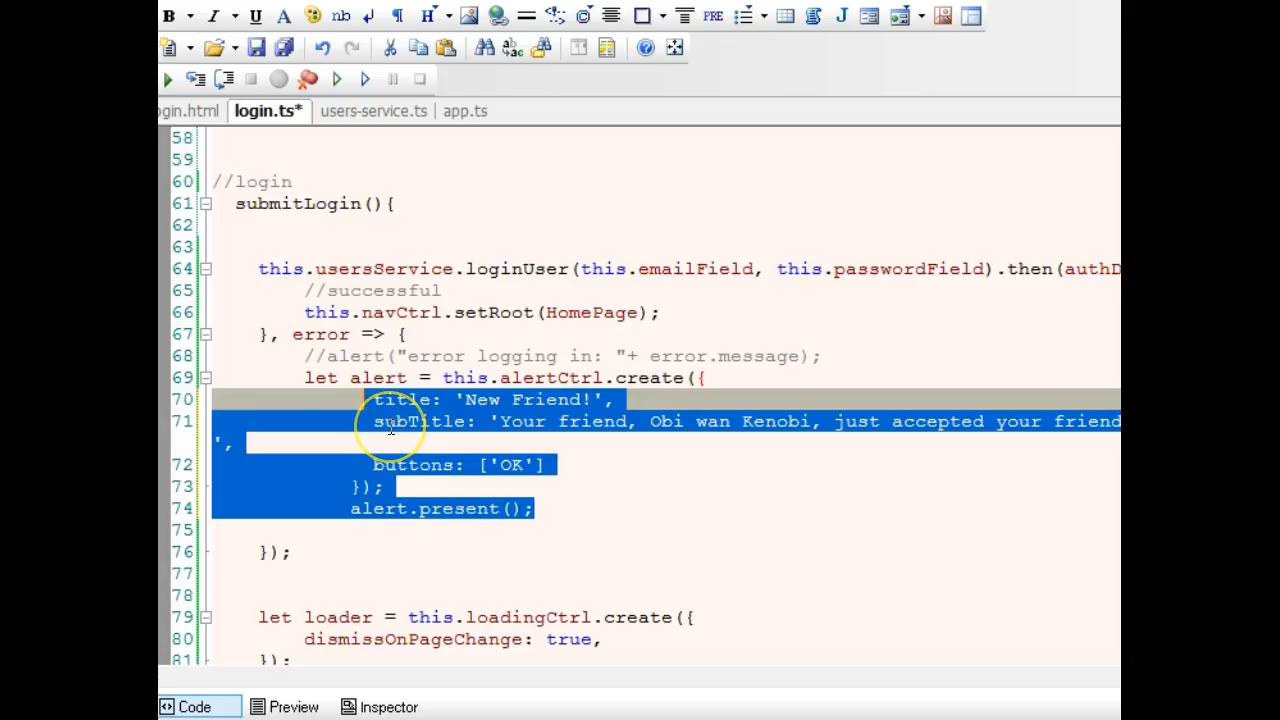 B I U A nb ¶ H PRE J
ogin.html login.ts* users-service.ts app.ts
58
59
60 //login
61 submitLogin(){
62
63
64 this.usersService.loginUser(this.emailField, this.passwordField).then(authD
65 //successful
66 this.navCtrl.setRoot(HomePage);
67 }, error => {
68 //alert("error logging in: "+ error.message);
69 let alert = this.alertCtrl.create({
70 title: 'New Friend!',
71 subTitle: 'Your friend, Obi wan Kenobi, just accepted your friend
',
72 buttons: ['OK']
73 });
74 alert.present();
75
76 });
77
78
79 let loader = this.loadingCtrl.create({
80 dismissOnPageChange: true,
81 });
Code Preview Inspector